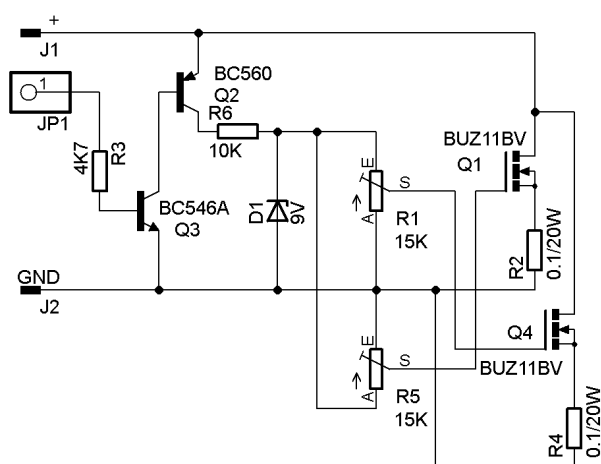 +
J1
1
JP1
BC560
Q2
R6
10K
4K7
R3
BC546A
Q3
D1
9V
E
S
A
R1
15K
BUZ11BV
Q1
R2
0.1/20W
GND
J2
E
S
A
R5
15K
Q4
BUZ11BV
R4
0.1/20W